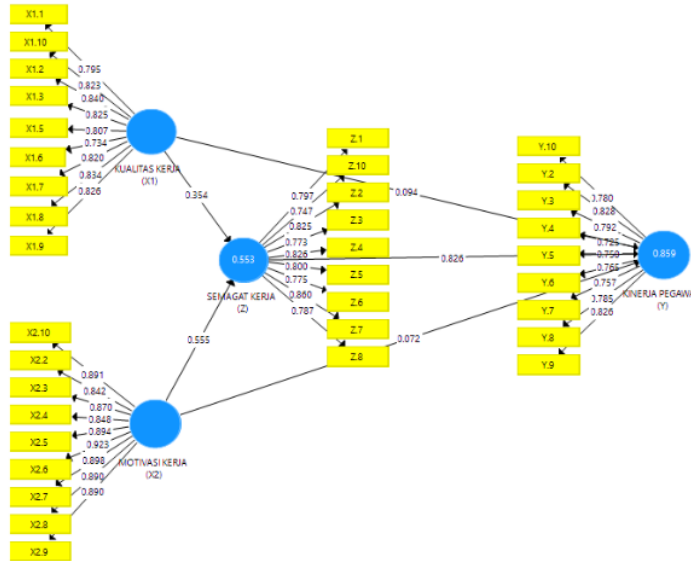 X1.1
X1.10
X1.2
X1.3
X1.5
X1.6
X1.7
X1.8
X1.9
0.795
0.823
0.840
0.825
0.807
0.734
0.820
0.834
0.826
KUALITAS KERJA
(X1)
0.354
0.094
Z.1
Z.10
Z.2
Z.3
Z.4
Z.5
Z.6
Z.7
Z.8
0.797
0.747
0.825
0.773
0.826
0.800
0.775
0.860
0.787
0.553
SEMAGAT KERJA
(Z)
0.826
0.555
0.072
Y.10
Y.2
Y.3
Y.4
Y.5
Y.6
Y.7
Y.8
Y.9
0.780
0.828
0.792
0.765
0.757
0.785
0.826
0.859
KINERJA PEGAWA
(Y)
X2.10
X2.2
X2.3
X2.4
X2.5
X2.6
X2.7
X2.8
X2.9
0.891
0.842
0.870
0.848
0.894
0.923
0.898
0.890
0.890
MOTIVASI KERJA
(X2)